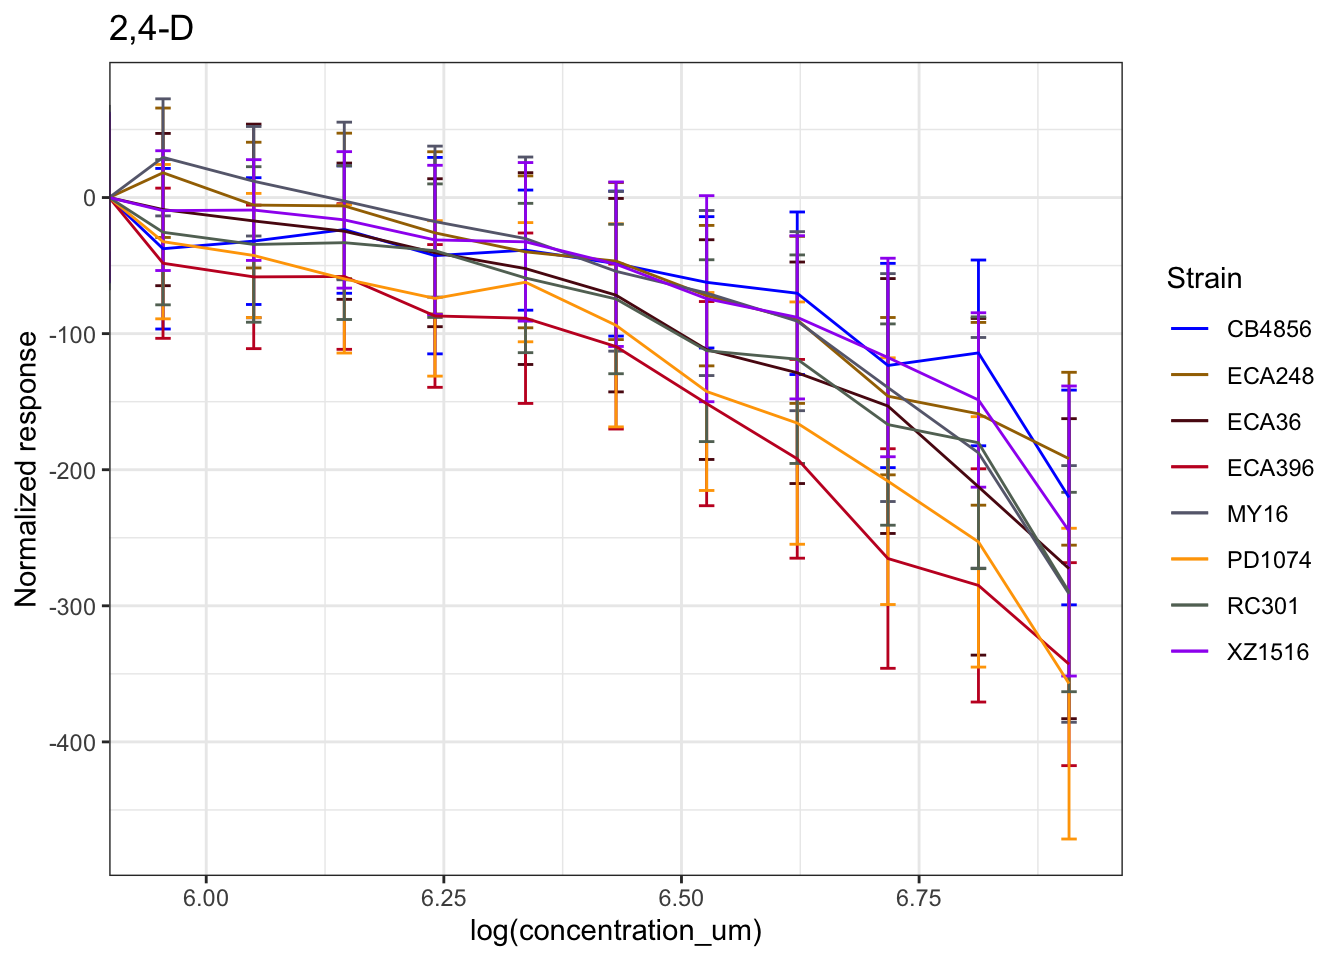 2,4-D
Normalized response
0
-100
-200
-300
-400
6.00
6.25
6.50
6.75
log(concentration_um)
Strain
CB4856
ECA248
ECA36
ECA396
MY16
PD1074
RC301
XZ1516